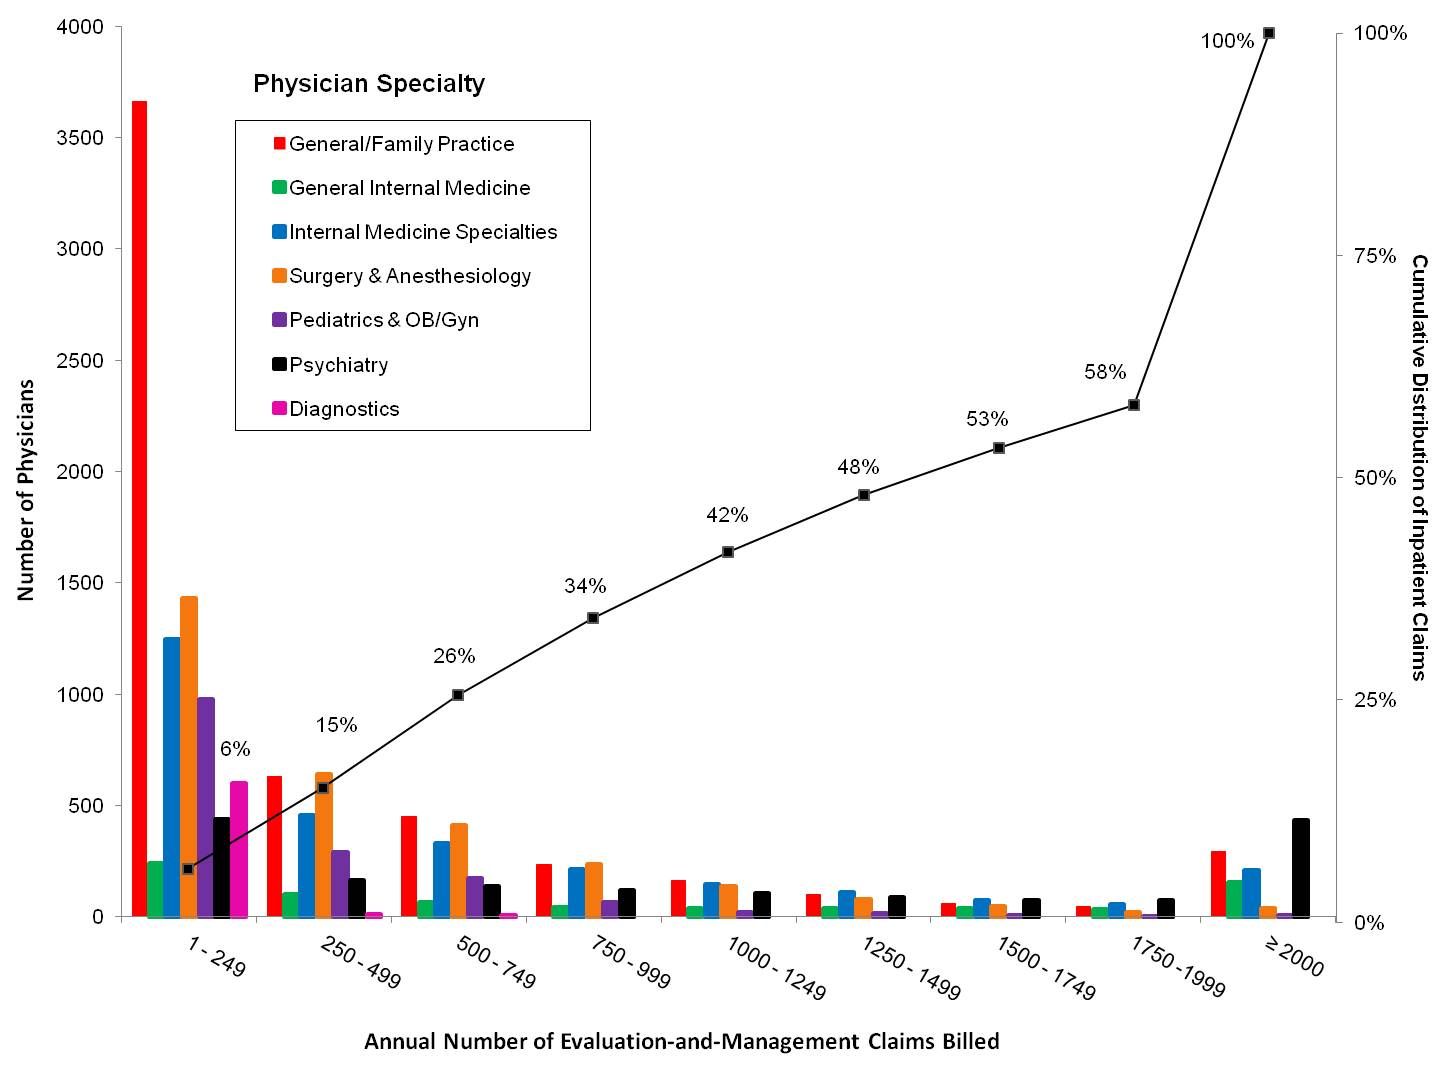 Physician Specialty
General/Family Practice
General Internal Medicine
Internal Medicine Specialties
Surgery & Anesthesiology
Pediatrics & OB/Gyn
Psychiatry
Diagnostics
Number of Physicians
4000
3500
3000
2500
2000
1500
1000
500
0
6%
15%
26%
34%
42%
48%
53%
58%
100%
100%
75%
50%
25%
0%
Cumulative Distribution of Inpatient Claims
1 - 249
250 - 499
500 - 749
750 - 999
1000 - 1249
1250 - 1499
1500 - 1749
1750 -1999
≥ 2000
Annual Number of Evaluation-and-Management Claims Billed